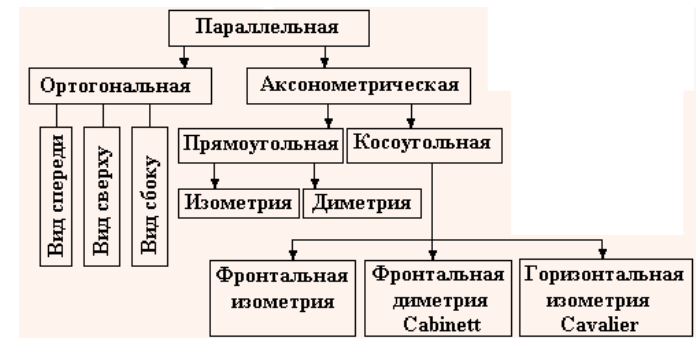 Параллельная
Ортогональная
Аксонометрическая
Вид спереди
Вид сверху
Вид сбоку
Прямоугольная
Косоугольная
Изометрия
Диметрия
Фронтальная
изометрия
Фронтальная
диметрия
Cabinett
Горизонтальная
изометрия
Cavalier